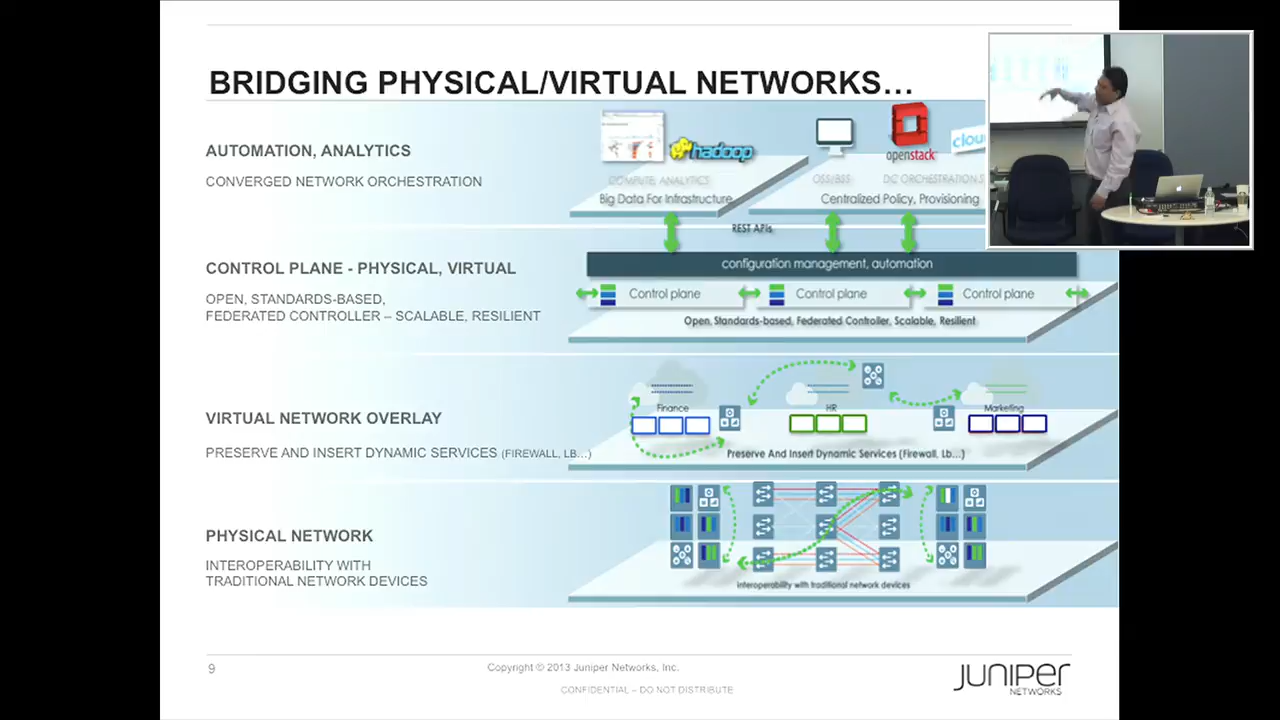 BRIDGING PHYSICAL/VIRTUAL NETWORKS…
AUTOMATION, ANALYTICS
CONVERGED NETWORK ORCHESTRATION
hadoop
openstack
cloud
COMPUTE, ANALYTICS
OSS/BSS
DC ORCHESTRATIONS
Big Data For Infrastructure
Centralized Policy, Provisioning
REST APIs
CONTROL PLANE - PHYSICAL, VIRTUAL
OPEN, STANDARDS-BASED,
FEDERATED CONTROLLER – SCALABLE, RESILIENT
configuration management, automation
Control plane
Control plane
Control plane
Open, Standards-based, Federated Controller, Scalable, Resilient
VIRTUAL NETWORK OVERLAY
PRESERVE AND INSERT DYNAMIC SERVICES (FIREWALL, LB…)
Finance
HR
Marketing
Preserve And Insert Dynamic Services (Firewall, Lb…)
PHYSICAL NETWORK
INTEROPERABILITY WITH
TRADITIONAL NETWORK DEVICES
Interoperability with traditional network devices
9
Copyright © 2013 Juniper Networks, Inc.
CONFIDENTIAL – DO NOT DISTRIBUTE
JUNIPER
NETWORKS